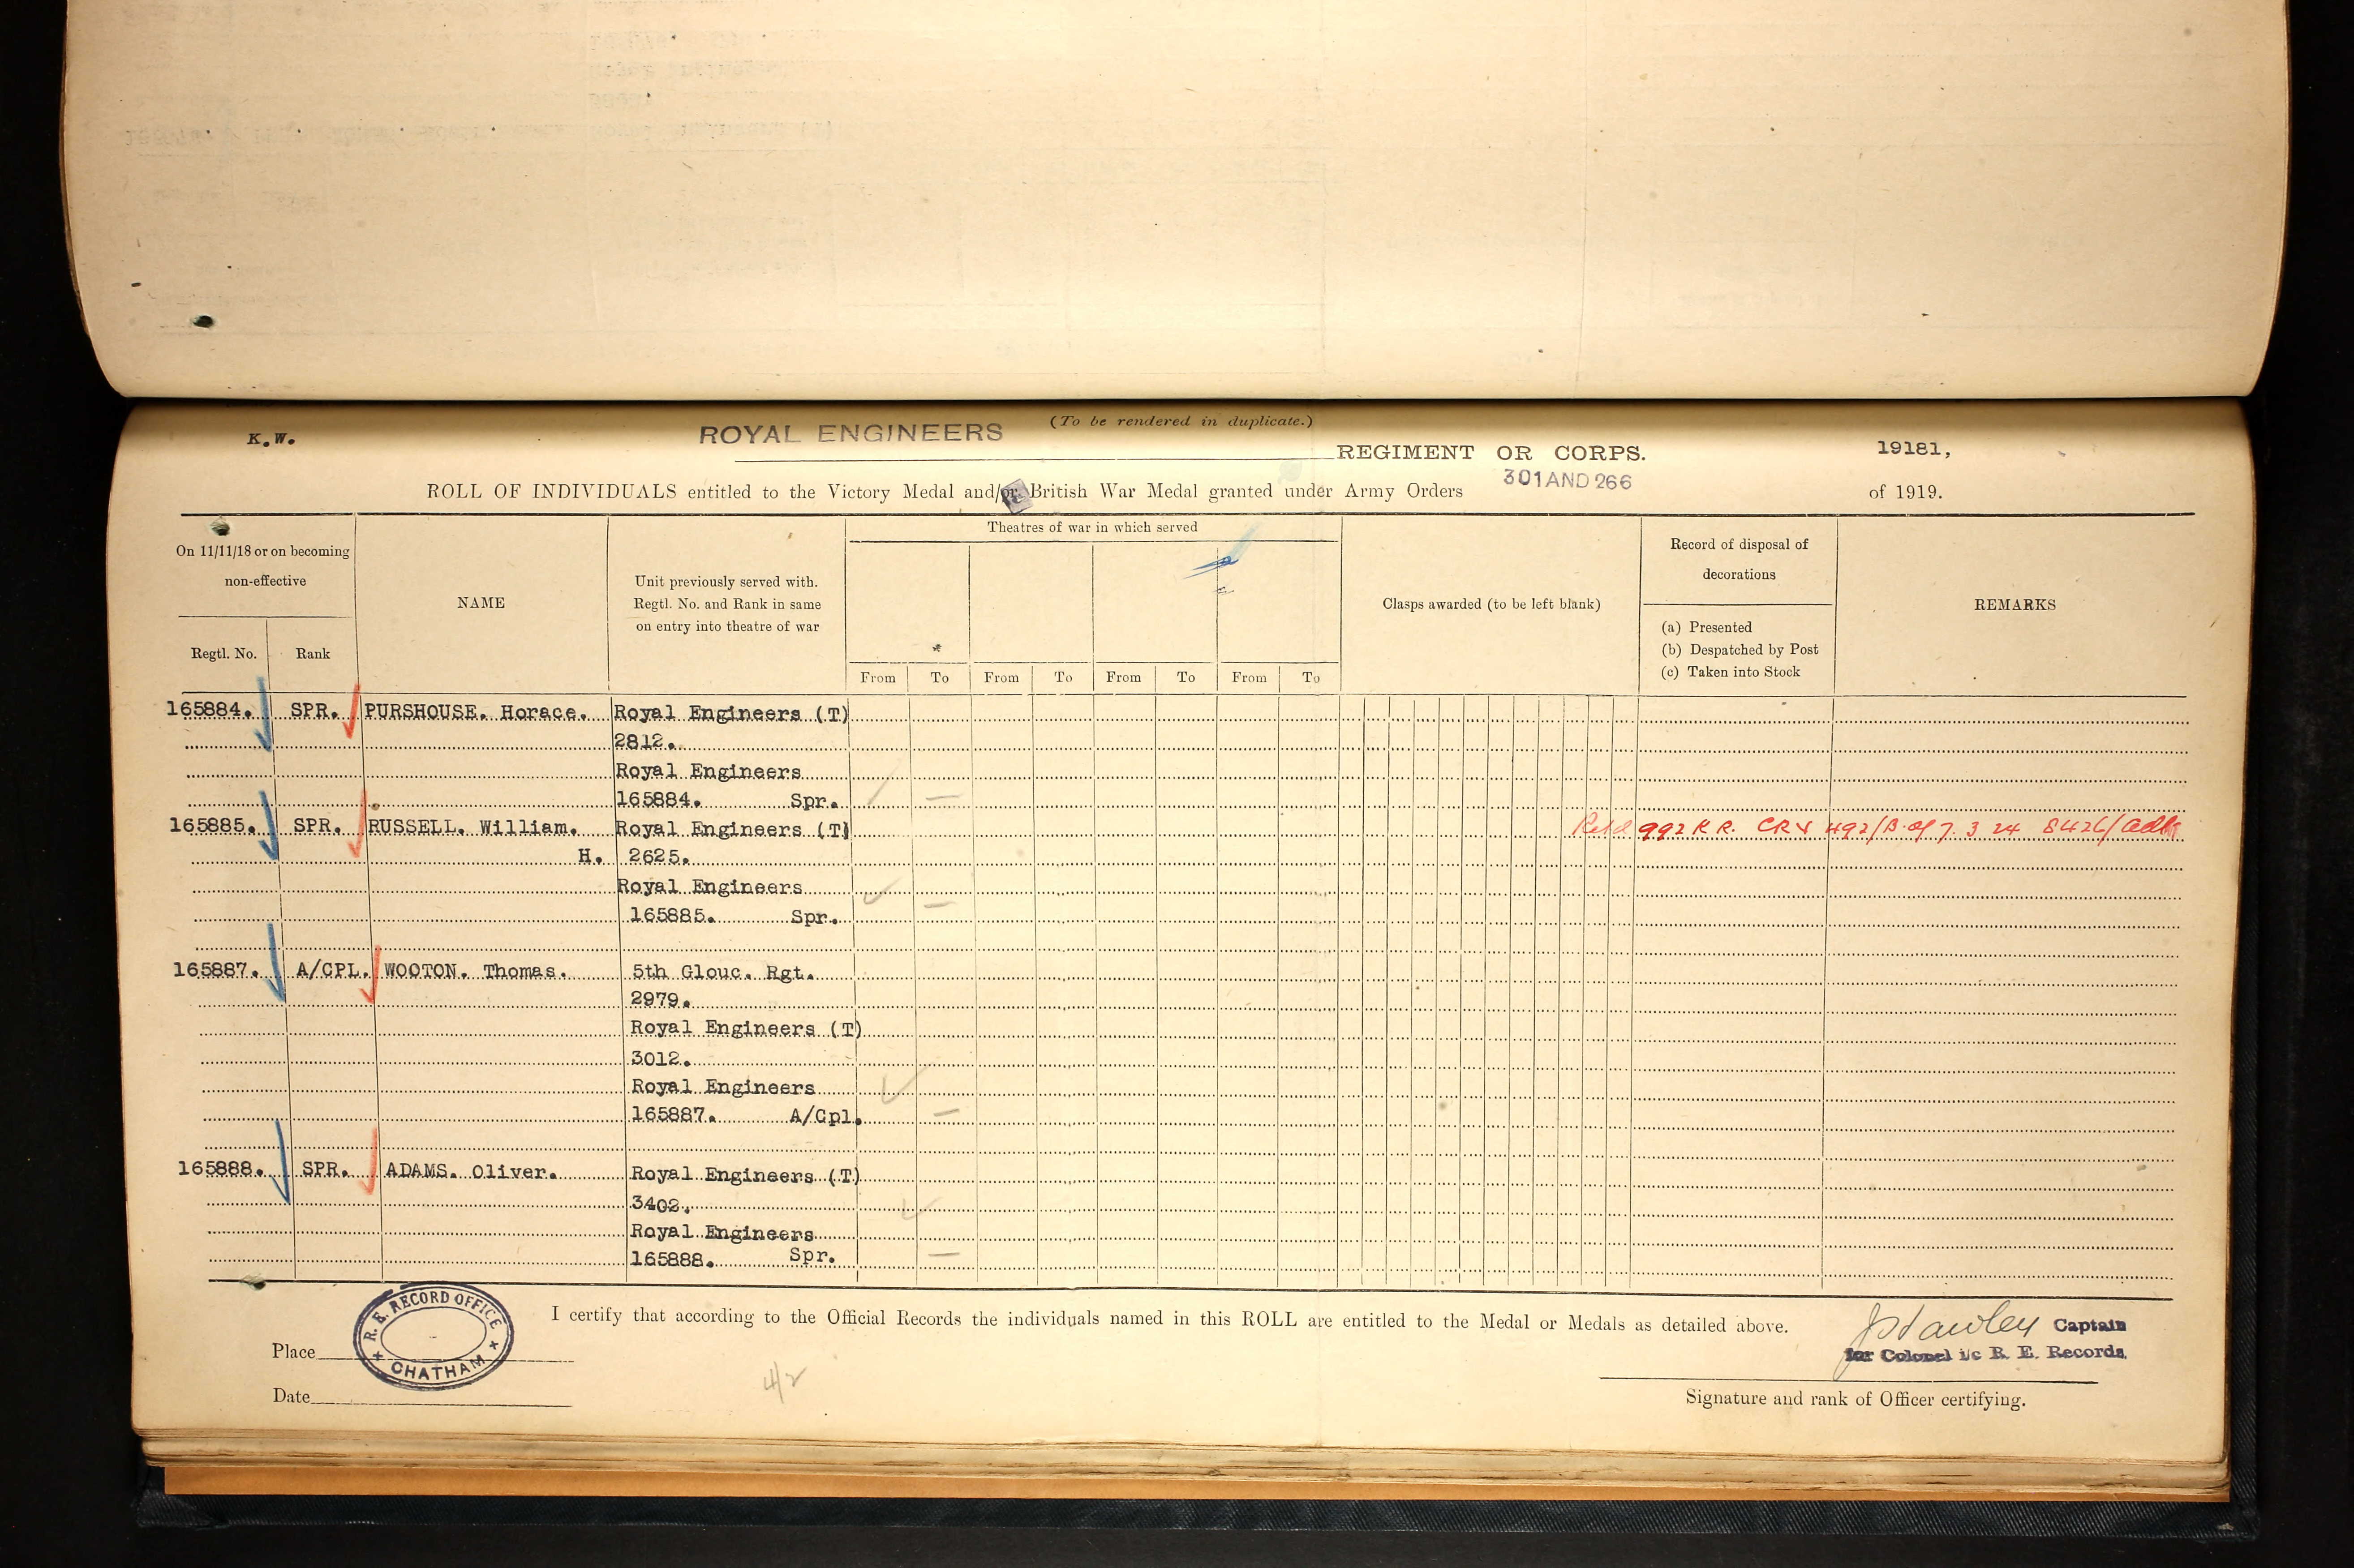 K.W.
ROYAL ENGINEERS
(To be rendered in duplicate.)
REGIMENT OR CORPS.
19181,
ROLL OF INDIVIDUALS entitled to the Victory Medal and/or British War Medal granted under Army Orders 301 AND 266 of 1919.
On 11/11/18 or on becoming
non-effective
Regtl. No.
Rank
NAME
Unit previously served with.
Regtl. No. and Rank in same
on entry into theatre of war
Theatres of war in which served
From To From To From To From To
Clasps awarded (to be left blank)
Record of disposal of
decorations
(a) Presented
(b) Despatched by Post
(c) Taken into Stock
REMARKS
165884. SPR. PURSHOUSE. Horace. Royal Engineers (T)
2812.
Royal Engineers
165884. Spr.
165885. SPR. RUSSELL. William. Royal Engineers (T) 992 K R. 492/B of 7. 3 24 8426/
H. 2625.
Royal Engineers
165885. Spr.
165887. A/CPL. WOOTON. Thomas. 5th Glouc. Rgt.
2979.
Royal Engineers (T)
3012.
Royal Engineers
165887. A/Cpl.
165888. SPR. ADAMS. Oliver. Royal Engineers (T)
3402.
Royal Engineers
165888. Spr.
I certify that according to the Official Records the individuals named in this ROLL are entitled to the Medal or Medals as detailed above.
R. E. RECORD OFFICE
CHATHAM
Place
Date
4/2
Captain
for Colonel i/c R. E. Records
Signature and rank of Officer certifying.